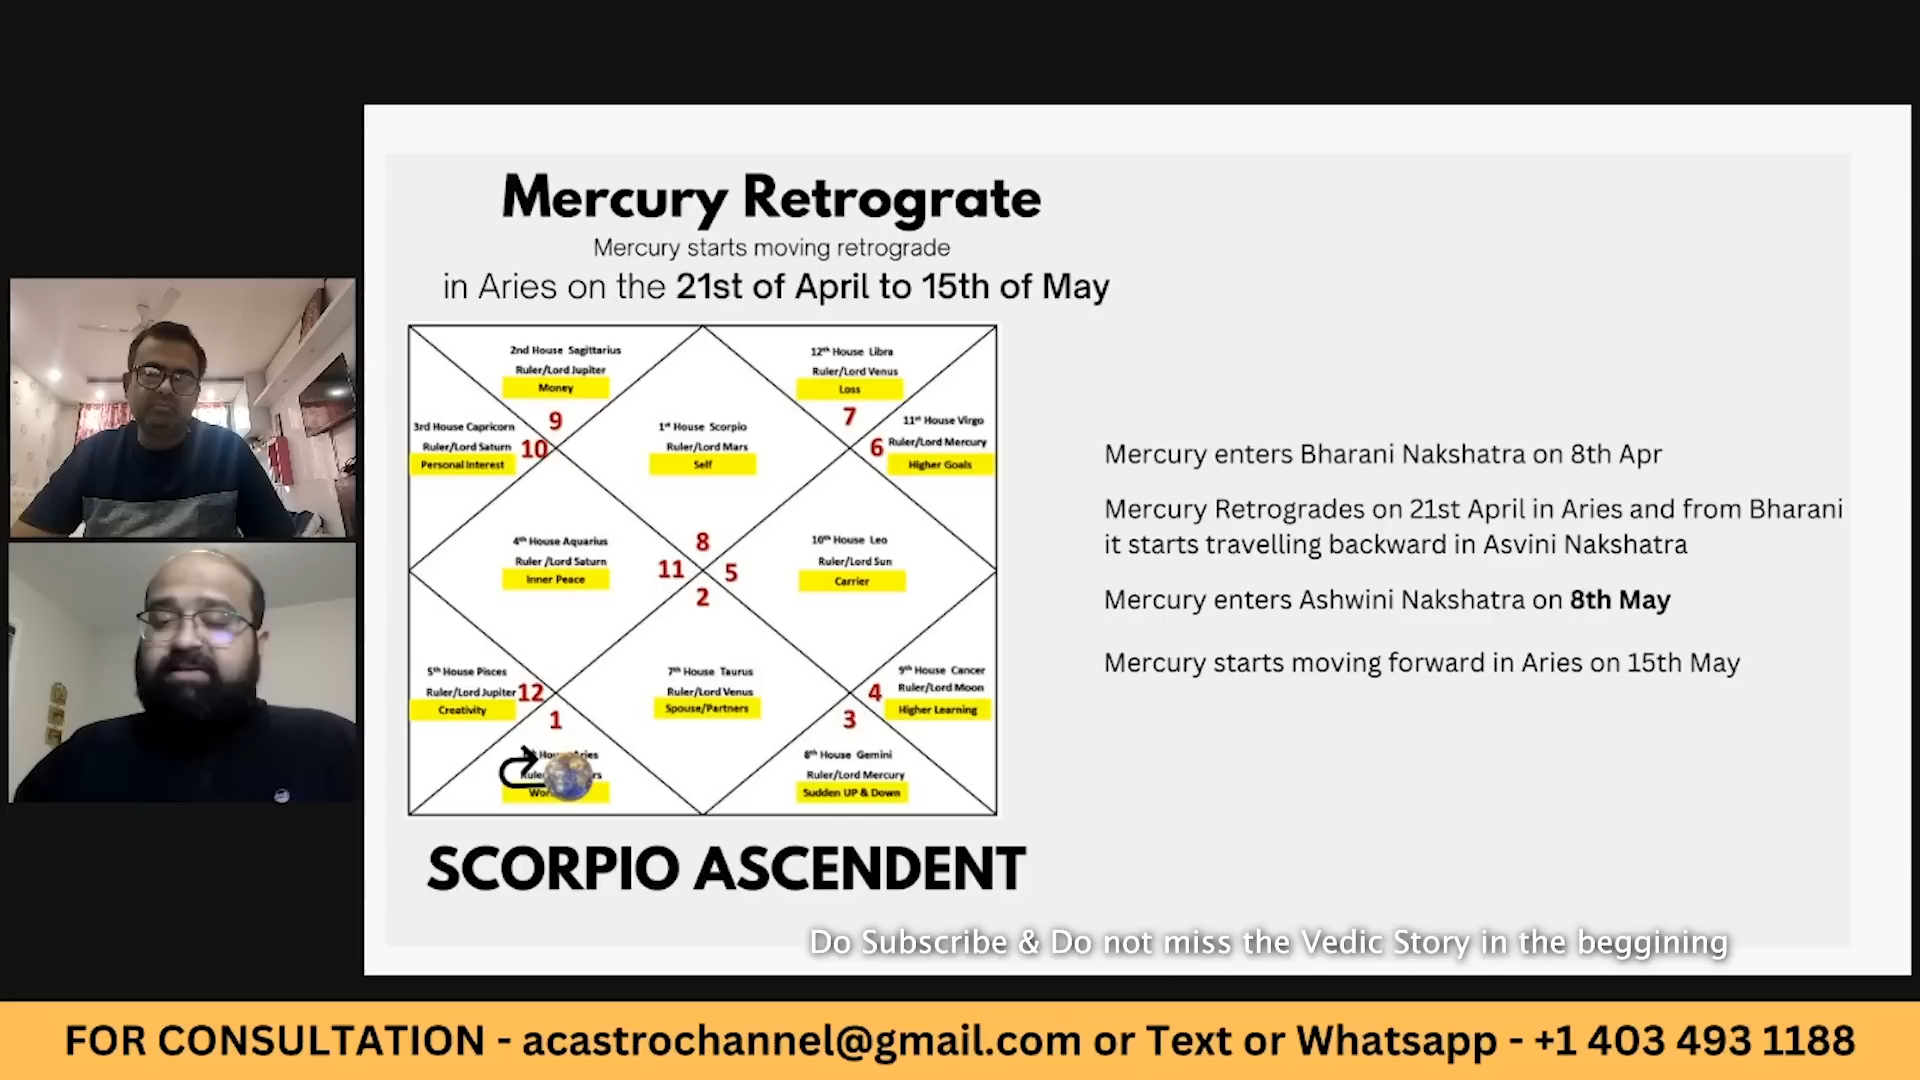 Mercury Retrograte
Mercury starts moving retrograde
in Aries on the 21st of April to 15th of May
2nd House Sagittarius
Ruler/Lord Jupiter
Money
9
12th House Libra
Ruler/Lord Venus
Loss
7
3rd House Capricorn
Ruler/Lord Saturn
Personal Interest
10
1st House Scorpio
Ruler/Lord Mars
Self
8
11st House Virgo
Ruler/Lord Mercury
Higher Goals
6
4th House Aquarius
Ruler /Lord Saturn
Inner Peace
11
10th House Leo
Ruler/Lord Sun
Carrier
5
2
5th House Pisces
Ruler/Lord Jupiter
Creativity
12
1
7th House Taurus
Ruler/Lord Venus
Spouse/Partners
9th House Cancer
Ruler/Lord Moon
Higher Learning
4
3
8th House Gemini
Ruler/Lord Mercury
Sudden UP & Down
SCORPIO ASCENDENT
Mercury enters Bharani Nakshatra on 8th Apr
Mercury Retrogrades on 21st April in Aries and from Bharani
it starts travelling backward in Asvini Nakshatra
Mercury enters Ashwini Nakshatra on 8th May
Mercury starts moving forward in Aries on 15th May
Do Subscribe & Do not miss the Vedic Story in the beggining
FOR CONSULTATION - acastrochannel@gmail.com or Text or Whatsapp - +1 403 493 1188